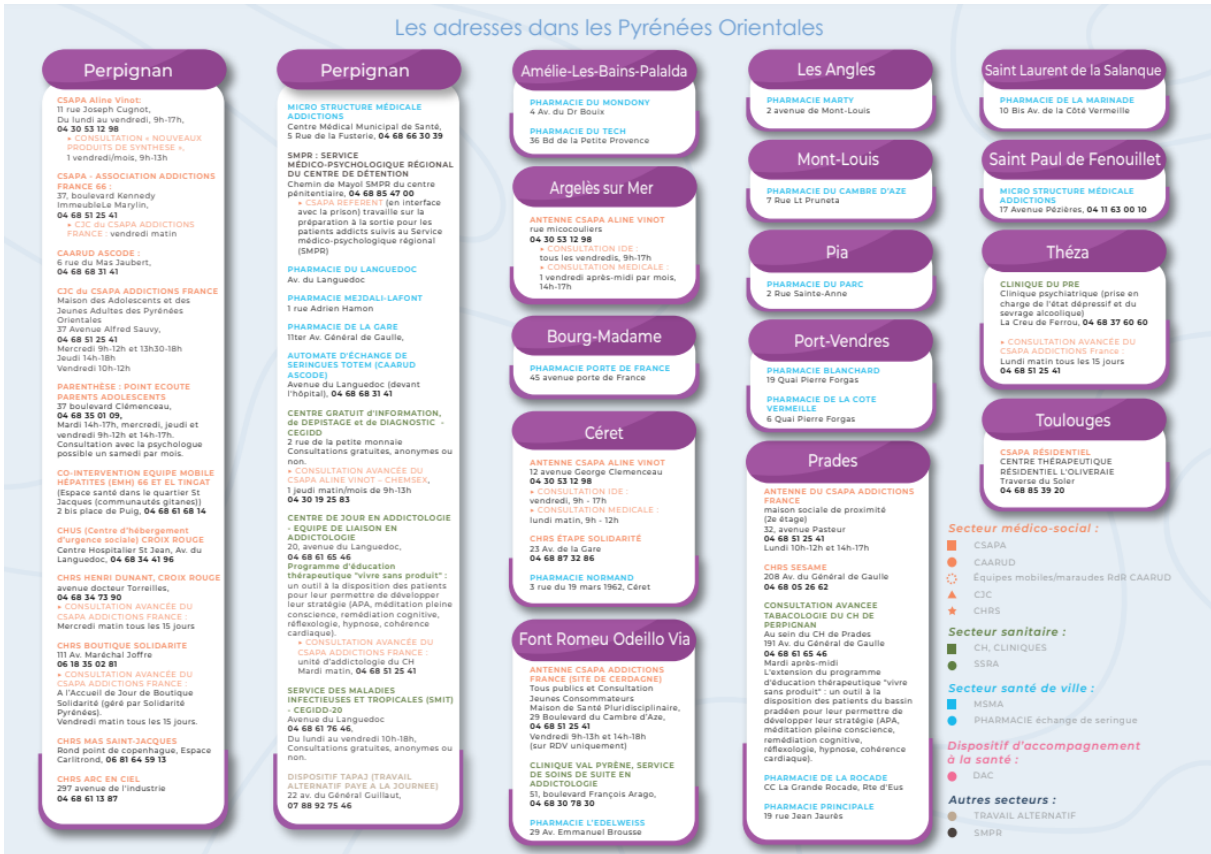 Les adresses dans les Pyrénées Orientales
Perpignan
CSAPA Aline Vinot:
11 rue Joseph Cugnot,
Du lundi au vendredi, 9h-17h,
04 30 53 12 98
• CONSULTATION « NOUVEAUX
PRODUITS DE SYNTHESE »,
1 vendredi/mois, 9h-13h
CSAPA - ASSOCIATION ADDICTIONS
FRANCE 66 :
37, boulevard Kennedy
ImmeubleLe Marylin,
04 68 51 25 41
• CJC du CSAPA ADDICTIONS
FRANCE : vendredi matin
CAARUD ASCODE :
6 rue du Mas Jaubert,
04 68 68 31 41
CJC du CSAPA ADDICTIONS FRANCE
Maison des Adolescents et des
Jeunes Adultes des Pyrénées
Orientales
37 Avenue Alfred Sauvy,
04 68 51 25 41
Mercredi 9h-12h et 13h30-18h
Jeudi 14h-18h
Vendredi 10h-12h
PARENTHÈSE : POINT ECOUTE
PARENTS ADOLESCENTS
37 boulevard Clémenceau,
04 68 35 01 09,
Mardi 14h-17h, mercredi, jeudi et
vendredi 9h-12h et 14h-17h.
Consultation avec la psychologue
possible un samedi par mois.
CO-INTERVENTION EQUIPE MOBILE
HÉPATITES (EMH) 66 ET EL TINGAT
(Espace santé dans le quartier St
Jacques (communautés gitanes))
2 bis place de Puig, 04 68 61 68 14
CHUS (Centre d'hébergement
d'urgence sociale) CROIX ROUGE
Centre Hospitalier St Jean, Av. du
Languedoc, 04 68 34 41 96
CHRS HENRI DUNANT, CROIX ROUGE
avenue docteur Torreilles,
04 68 34 73 90
• CONSULTATION AVANCÉE DU
CSAPA ADDICTIONS FRANCE :
Mercredi matin tous les 15 jours
CHRS BOUTIQUE SOLIDARITE
111 Av. Maréchal Joffre
06 18 35 02 81
• CONSULTATION AVANCÉE DU
CSAPA ADDICTIONS FRANCE :
A l'Accueil de Jour de Boutique
Solidarité (géré par Solidarité
Pyrénées).
Vendredi matin tous les 15 jours.
CHRS MAS SAINT-JACQUES
Rond point de copenhague, Espace
Carlitrond, 06 81 64 59 13
CHRS ARC EN CIEL
297 avenue de l'industrie
04 68 61 13 87
Perpignan
MICRO STRUCTURE MÉDICALE
ADDICTIONS
Centre Médical Municipal de Santé,
5 Rue de la Fusterie, 04 68 66 30 39
SMPR : SERVICE
MÉDICO-PSYCHOLOGIQUE RÉGIONAL
DU CENTRE DE DÉTENTION
Chemin de Mayol SMPR du centre
pénitentiaire, 04 68 85 47 00
• CSAPA REFERENT (en interface
avec la prison) travaille sur la
préparation à la sortie pour les
patients addicts suivis au Service
médico-psychologique régional
(SMPR)
PHARMACIE DU LANGUEDOC
Av. du Languedoc
PHARMACIE MEJDALI-LAFONT
1 rue Adrien Hamon
PHARMACIE DE LA GARE
11ter Av. Général de Gaulle,
AUTOMATE D'ÉCHANGE DE
SERINGUES TOTEM (CAARUD
ASCODE)
Avenue du Languedoc (devant
l'hôpital), 04 68 68 31 41
CENTRE GRATUIT d'INFORMATION,
de DEPISTAGE et de DIAGNOSTIC -
CEGIDD
2 rue de la petite monnaie
Consultations gratuites, anonymes ou
non.
• CONSULTATION AVANCÉE DU
CSAPA ALINE VINOT – CHEMSEX,
1 jeudi matin/mois de 9h-13h
04 30 19 25 83
CENTRE DE JOUR EN ADDICTOLOGIE
- EQUIPE DE LIAISON EN
ADDICTOLOGIE
20, avenue du Languedoc,
04 68 61 65 46
Programme d'éducation
thérapeutique "vivre sans produit" :
un outil à la disposition des patients
pour leur permettre de développer
leur stratégie (APA, méditation pleine
conscience, remédiation cognitive,
réflexologie, hypnose, cohérence
cardiaque).
• CONSULTATION AVANCÉE DU
CSAPA ADDICTIONS FRANCE :
unité d'addictologie du CH
Mardi matin, 04 68 51 25 41
SERVICE DES MALADIES
INFECTIEUSES ET TROPICALES (SMIT)
- CEGIDD-20
Avenue du Languedoc
04 68 61 76 46,
Du lundi au vendredi 10h-18h,
Consultations gratuites, anonymes ou
non.
DISPOSITIF TAPAJ (TRAVAIL
ALTERNATIF PAYÉ À LA JOURNEE)
22 av. du Général Guillaut,
07 88 92 75 46
Amélie-Les-Bains-Palalda
PHARMACIE DU MONDONY
4 Av. du Dr Bouix
PHARMACIE DU TECH
36 Bd de la Petite Provence
Argelès sur Mer
ANTENNE CSAPA ALINE VINOT
rue micocouliers
04 30 53 12 98
• CONSULTATION IDE :
tous les vendredis, 9h-17h
• CONSULTATION MEDICALE :
1 vendredi après-midi par mois,
14h-17h
Bourg-Madame
PHARMACIE PORTE DE FRANCE
45 avenue porte de France
Céret
ANTENNE CSAPA ALINE VINOT
12 avenue George Clemenceau
04 30 53 12 98
• CONSULTATION IDE :
vendredi, 9h - 17h
• CONSULTATION MEDICALE :
lundi matin, 9h - 12h
CHRS ÉTAPE SOLIDARITÉ
23 Av. de la Gare
04 68 87 32 86
PHARMACIE NORMAND
3 rue du 19 mars 1962, Céret
Font Romeu Odeillo Via
ANTENNE CSAPA ADDICTIONS
FRANCE (SITE DE CERDAGNE)
Tous publics et Consultation
Jeunes Consommateurs
Maison de Santé Pluridisciplinaire,
29 Boulevard du Cambre d'Aze,
04 68 51 25 41
Vendredi 9h-13h et 14h-18h
(sur RDV uniquement)
CLINIQUE VAL PYRÈNE, SERVICE
DE SOINS DE SUITE EN
ADDICTOLOGIE
51, boulevard François Arago,
04 68 30 78 30
PHARMACIE L'EDELWEISS
29 Av. Emmanuel Brousse
Les Angles
PHARMACIE MARTY
2 avenue de Mont-Louis
Mont-Louis
PHARMACIE DU CAMBRE D'AZE
7 Rue Lt Pruneta
Pia
PHARMACIE DU PARC
2 Rue Sainte-Anne
Port-Vendres
PHARMACIE BLANCHARD
19 Quai Pierre Forgas
PHARMACIE DE LA COTE
VERMEILLE
6 Quai Pierre Forgas
Prades
ANTENNE DU CSAPA ADDICTIONS
FRANCE
maison sociale de proximité
(2e étage)
32, avenue Pasteur
04 68 51 25 41
Lundi 10h-12h et 14h-17h
CHRS SESAME
208 Av. du Général de Gaulle
04 68 05 26 62
CONSULTATION AVANCEE
TABACOLOGIE DU CH DE
PERPIGNAN
Au sein du CH de Prades
191 Av. du Général de Gaulle
04 68 61 65 46
Mardi après-midi
L'extension du programme
d'éducation thérapeutique "vivre
sans produit" : un outil à la
disposition des patients du bassin
pradéen pour leur permettre de
développer leur stratégie (APA,
méditation pleine conscience,
remédiation cognitive,
réflexologie, hypnose, cohérence
cardiaque).
PHARMACIE DE LA ROCADE
CC La Grande Rocade, Rte d'Eus
PHARMACIE PRINCIPALE
19 rue Jean Jaurès
Saint Laurent de la Salanque
PHARMACIE DE LA MARINADE
10 Bis Av. de la Côté Vermeille
Saint Paul de Fenouillet
MICRO STRUCTURE MÉDICALE
ADDICTIONS
17 Avenue Pézières, 04 11 63 00 10
Théza
CLINIQUE DU PRE
Clinique psychiatrique (prise en
charge de l'état dépressif et du
sevrage alcoolique)
La Creu de Ferrou, 04 68 37 60 60
• CONSULTATION AVANCÉE DU
CSAPA ADDICTIONS France :
Lundi matin tous les 15 jours
04 68 51 25 41
Toulouges
CSAPA RÉSIDENTIEL
CENTRE THÉRAPEUTIQUE
RÉSIDENTIEL L'OLIVERAIE
Traverse du Soler
04 68 85 39 20
Secteur médico-social :
CSAPA
CAARUD
Équipes mobiles/maraudes RdR CAARUD
CJC
CHRS
Secteur sanitaire :
CH, CLINIQUES
SSRA
Secteur santé de ville :
MSMA
PHARMACIE échange de seringue
Dispositif d'accompagnement
à la santé :
DAC
Autres secteurs :
TRAVAIL ALTERNATIF
SMPR